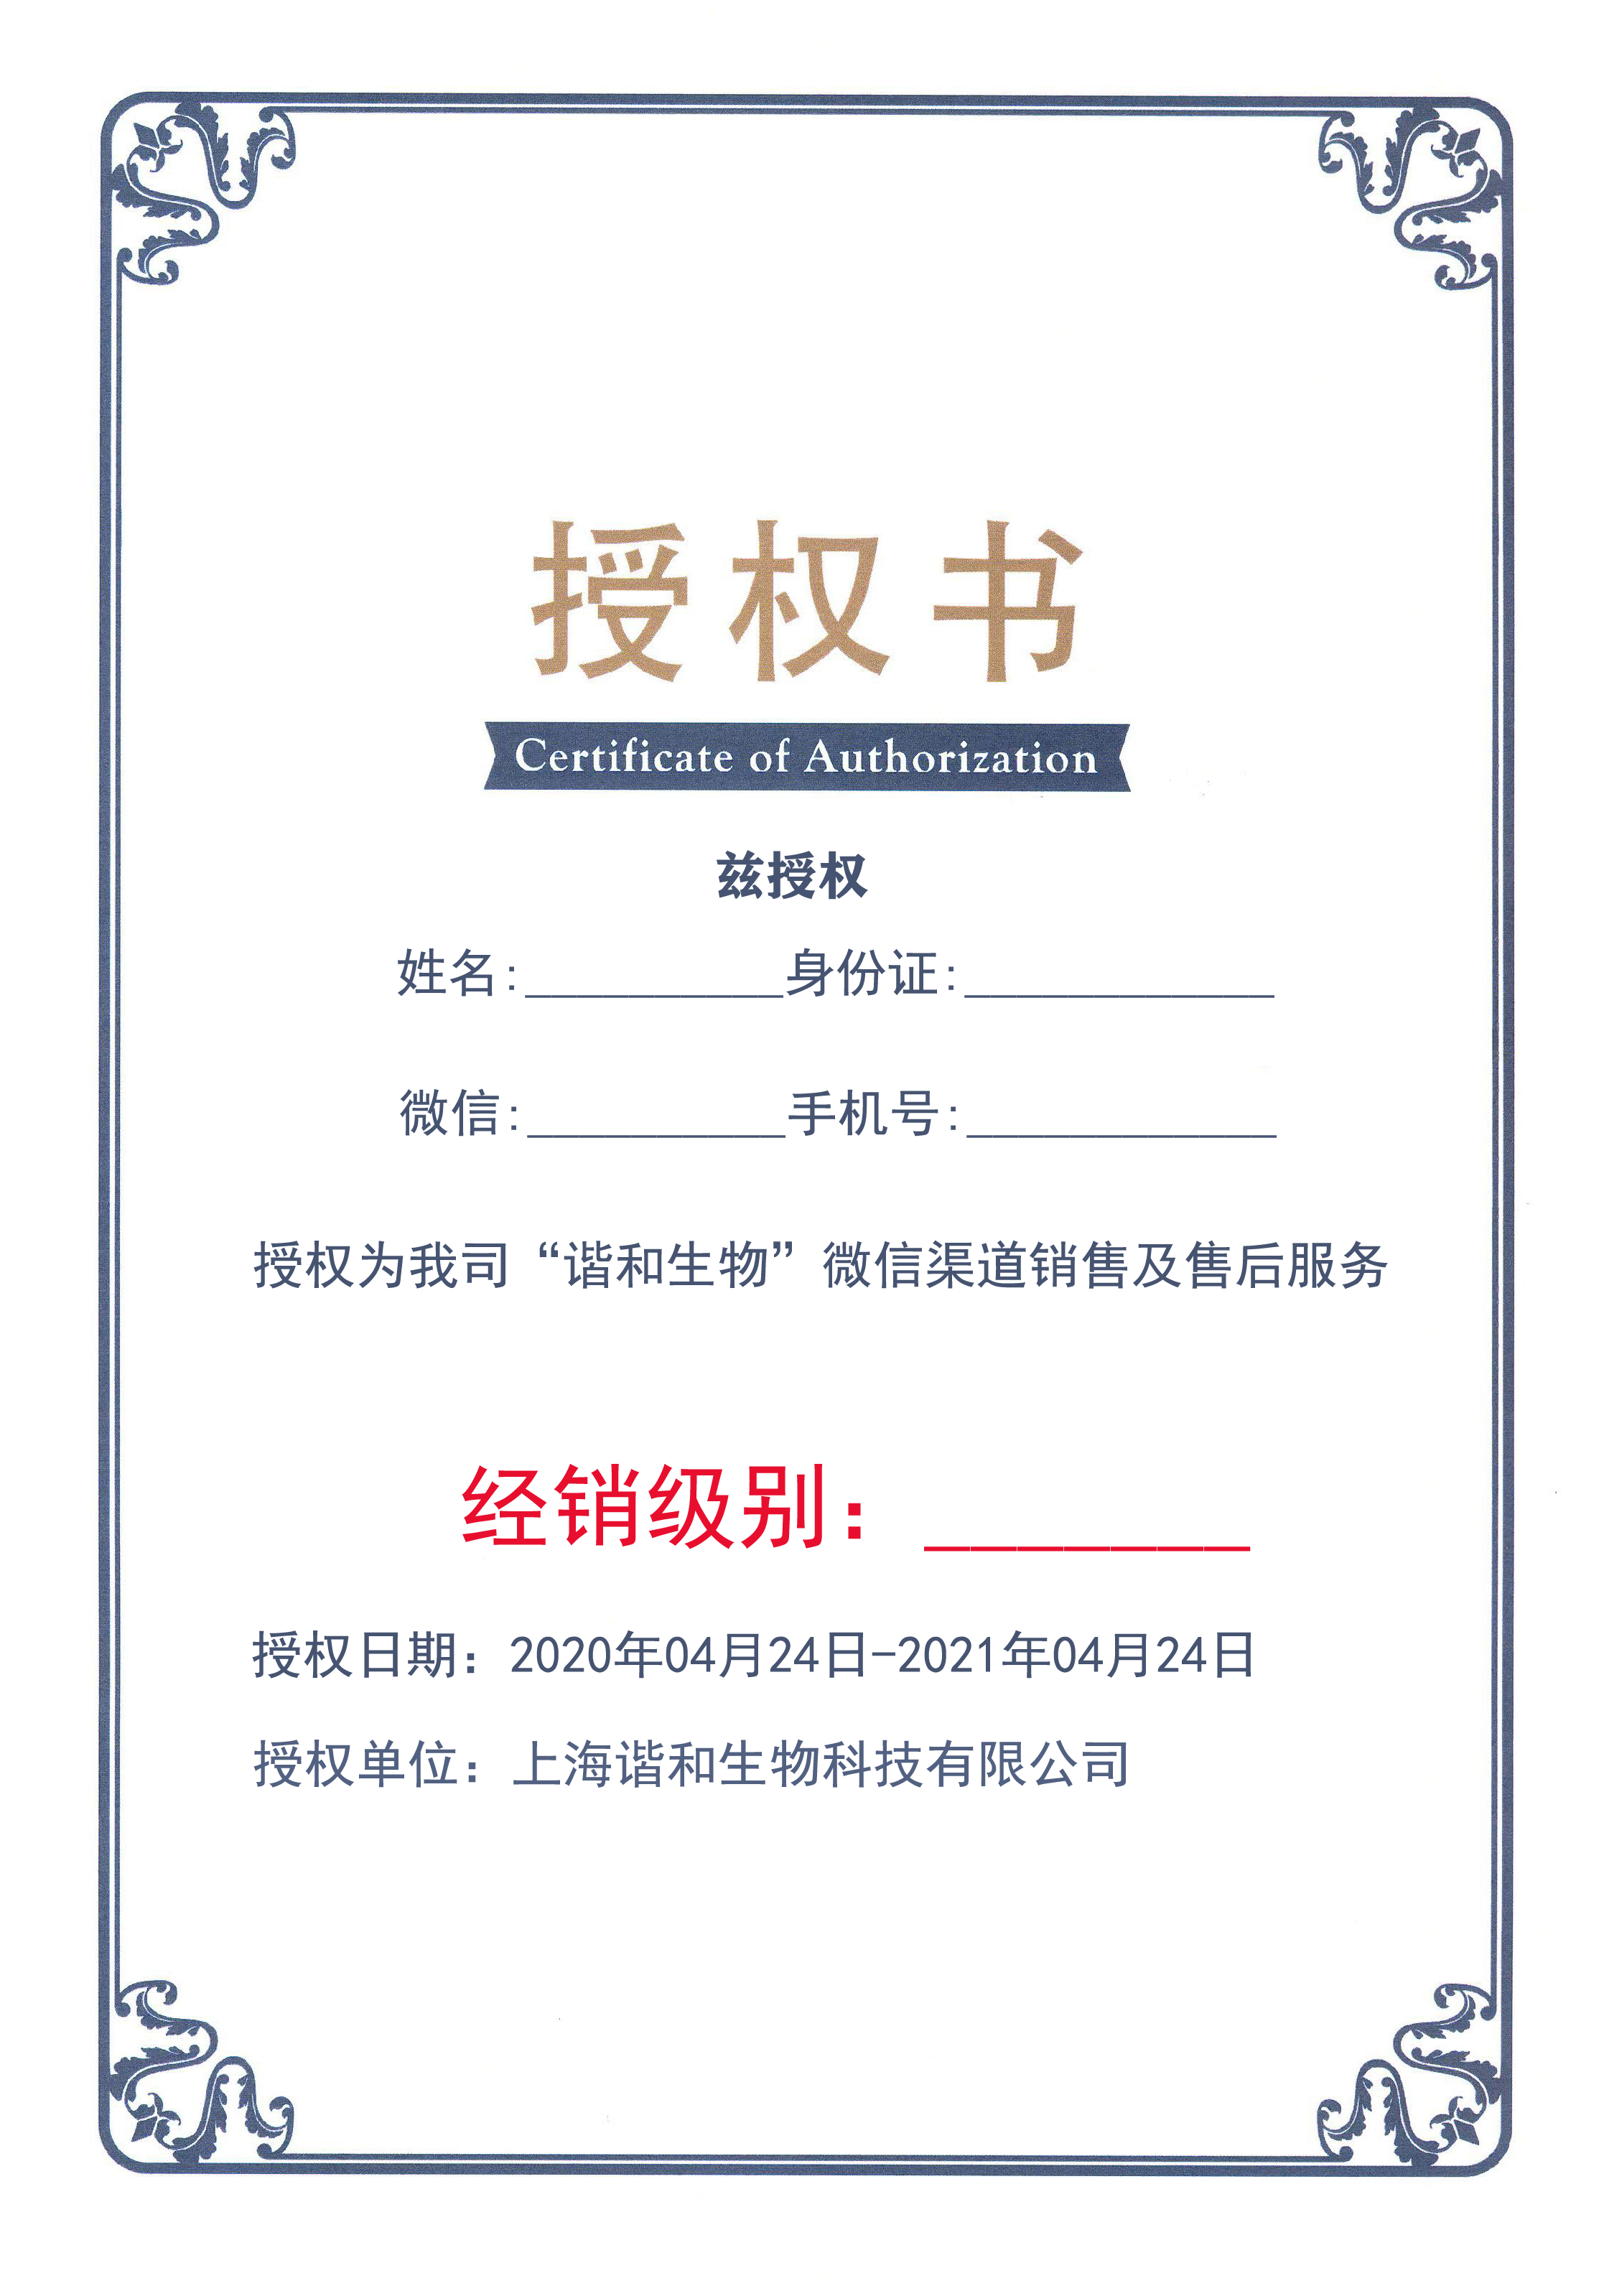 授权书
Certificate of Authorization
兹授权
姓名:__________身份证:____________
微信:__________手机号:____________
授权为我司“谐和生物”微信渠道销售及售后服务
经销级别：_______
授权日期：2020年04月24日-2021年04月24日
授权单位：上海谐和生物科技有限公司